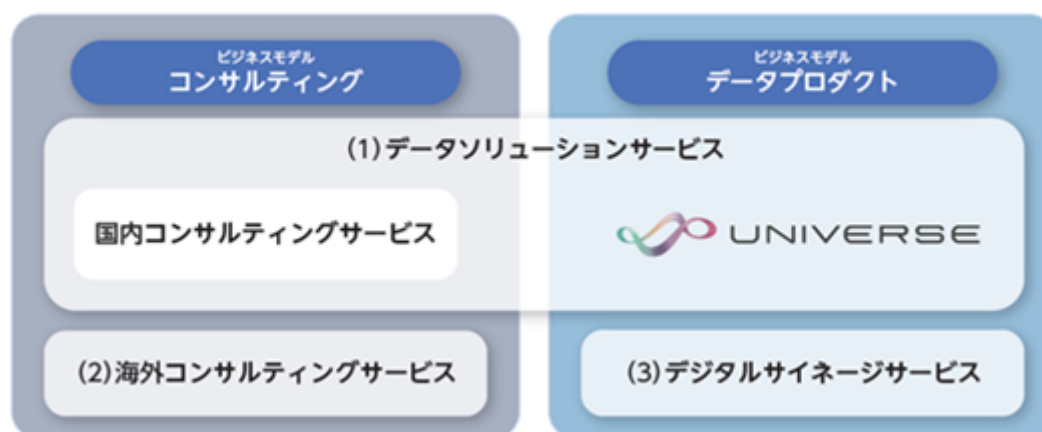 ビジネスモデル
コンサルティング
ビジネスモデル
データプロダクト
(1)データソリューションサービス
国内コンサルティングサービス
UNIVERSE
(2)海外コンサルティングサービス
(3)デジタルサイネージサービス